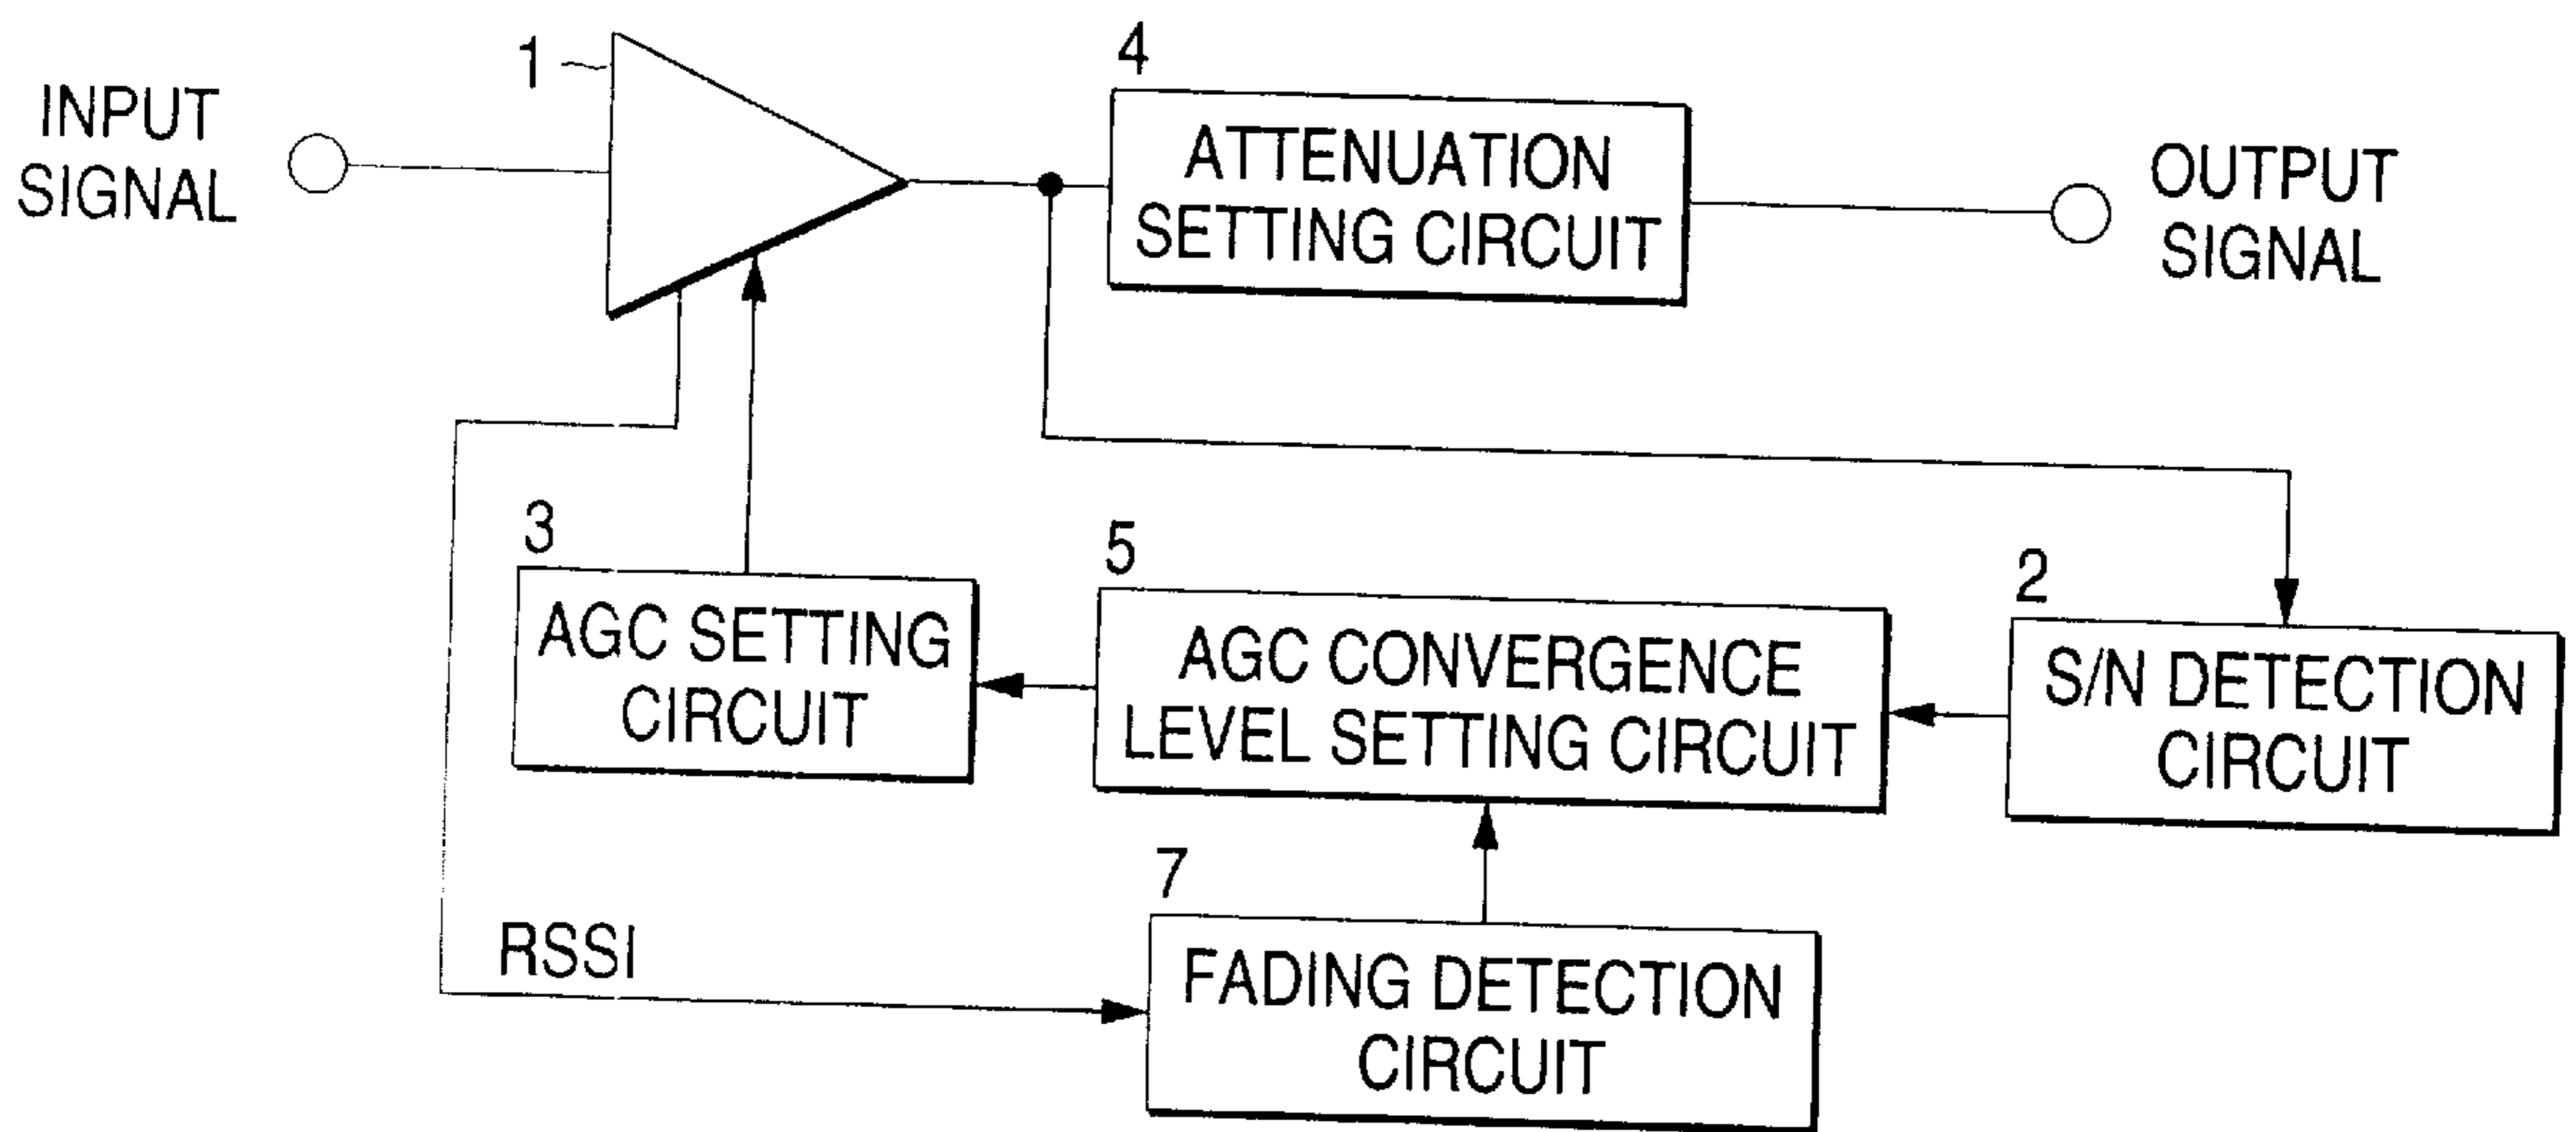 1
INPUT
SIGNAL
4
ATTENUATION
SETTING CIRCUIT
OUTPUT
SIGNAL
3
AGC SETTING
CIRCUIT
5
AGC CONVERGENCE
LEVEL SETTING CIRCUIT
2
S/N DETECTION
CIRCUIT
RSSI
7
FADING DETECTION
CIRCUIT